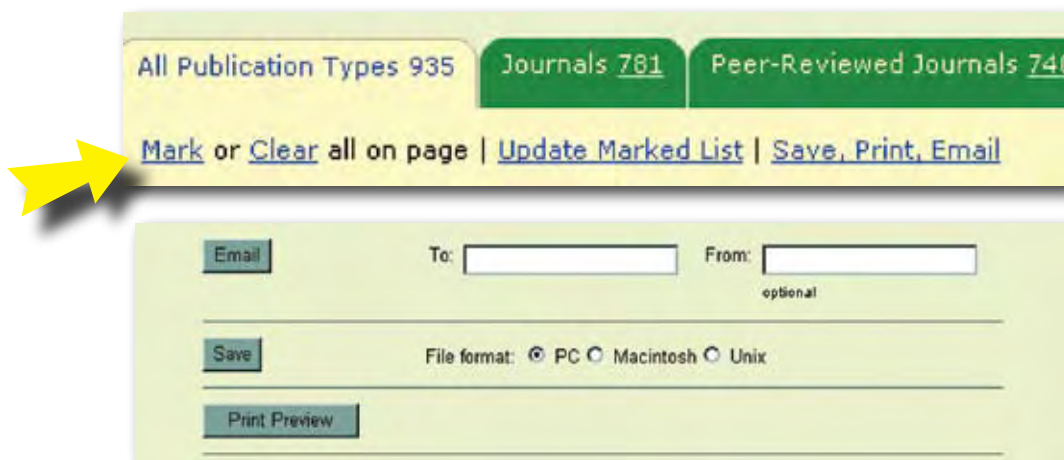 All Publication Types 935 Journals 781 Peer-Reviewed Journals 740
Mark or Clear all on page | Update Marked List | Save, Print, Email
Email To: From:
optional
Save File format: PC Macintosh Unix
Print Preview